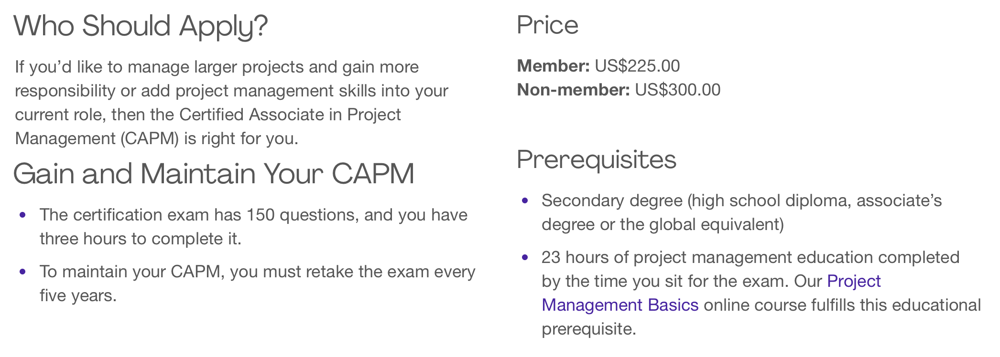 Who Should Apply?
If you’d like to manage larger projects and gain more
responsibility or add project management skills into your
current role, then the Certified Associate in Project
Management (CAPM) is right for you.
Gain and Maintain Your CAPM
• The certification exam has 150 questions, and you have
three hours to complete it.
• To maintain your CAPM, you must retake the exam every
five years.
Price
Member: US$225.00
Non-member: US$300.00
Prerequisites
• Secondary degree (high school diploma, associate’s
degree or the global equivalent)
• 23 hours of project management education completed
by the time you sit for the exam. Our Project
Management Basics online course fulfills this educational
prerequisite.